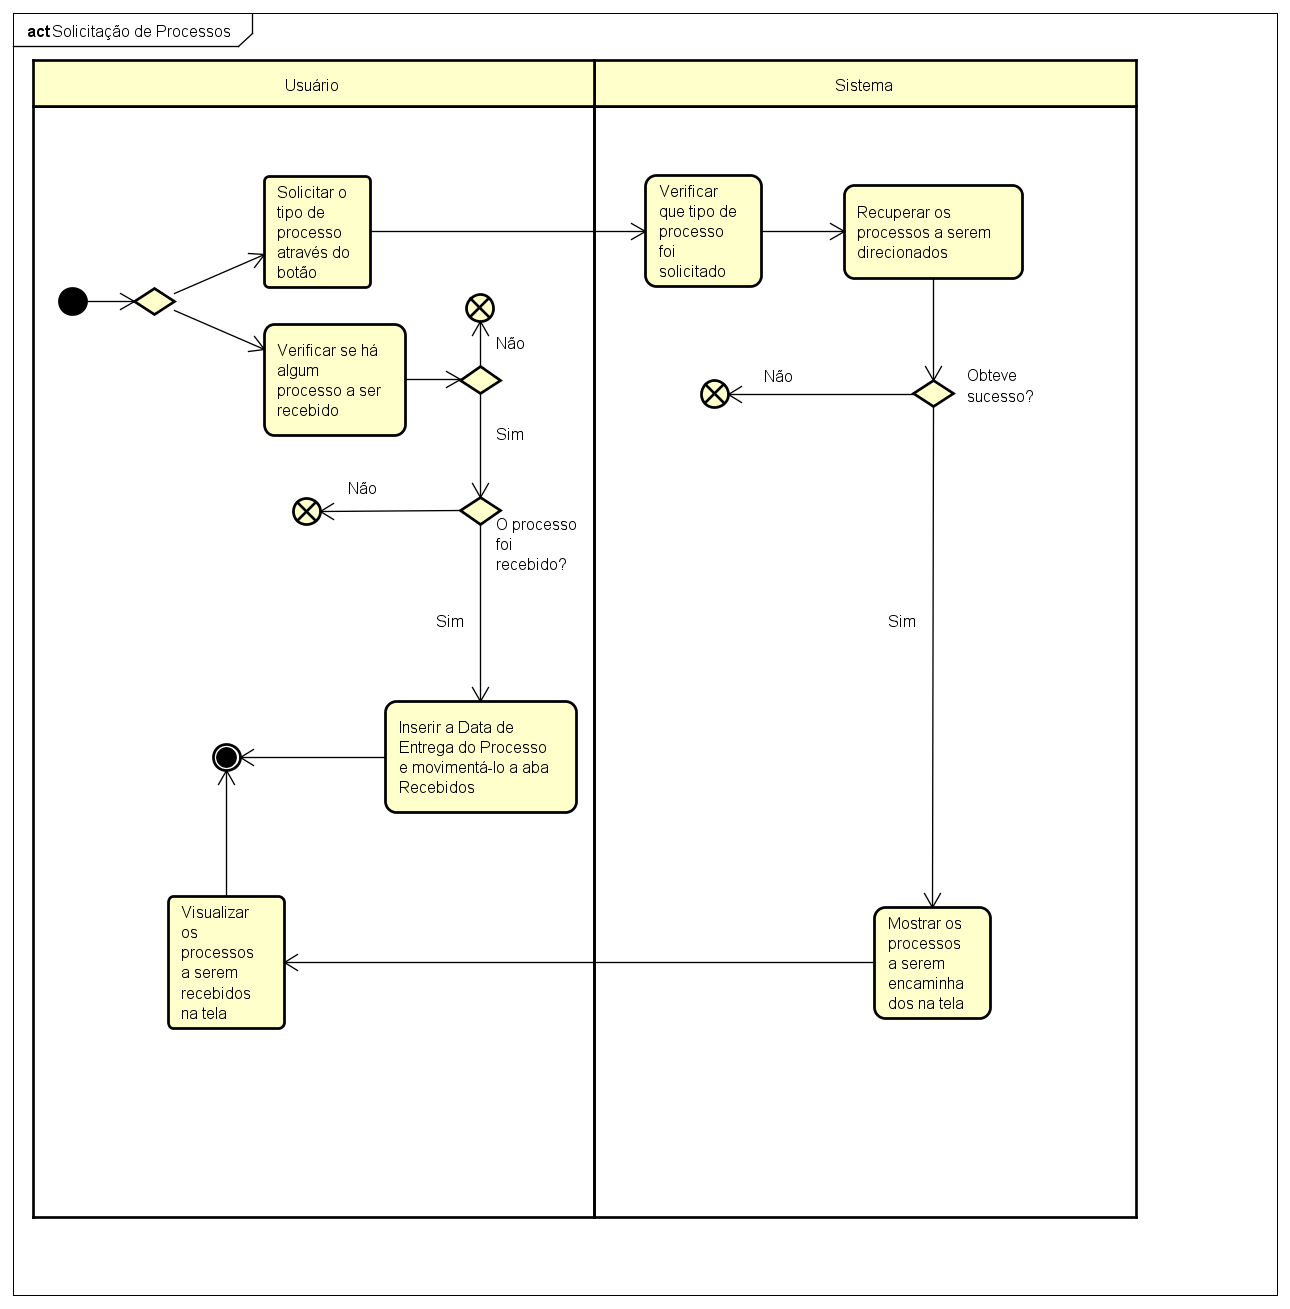 act Solicitação de Processos
Usuário
Sistema
Solicitar o
tipo de
processo
através do
botão
Verificar
que tipo de
processo
foi
solicitado
Recuperar os
processos a serem
direcionados
Verificar se há
algum
processo a ser
recebido
Não
Sim
Não
Obteve
sucesso?
Não
O processo
foi
recebido?
Sim
Sim
Inserir a Data de
Entrega do Processo
e movimentá-lo a aba
Recebidos
Visualizar
os
processos
a serem
recebidos
na tela
Mostrar os
processos
a serem
encaminha
dos na tela